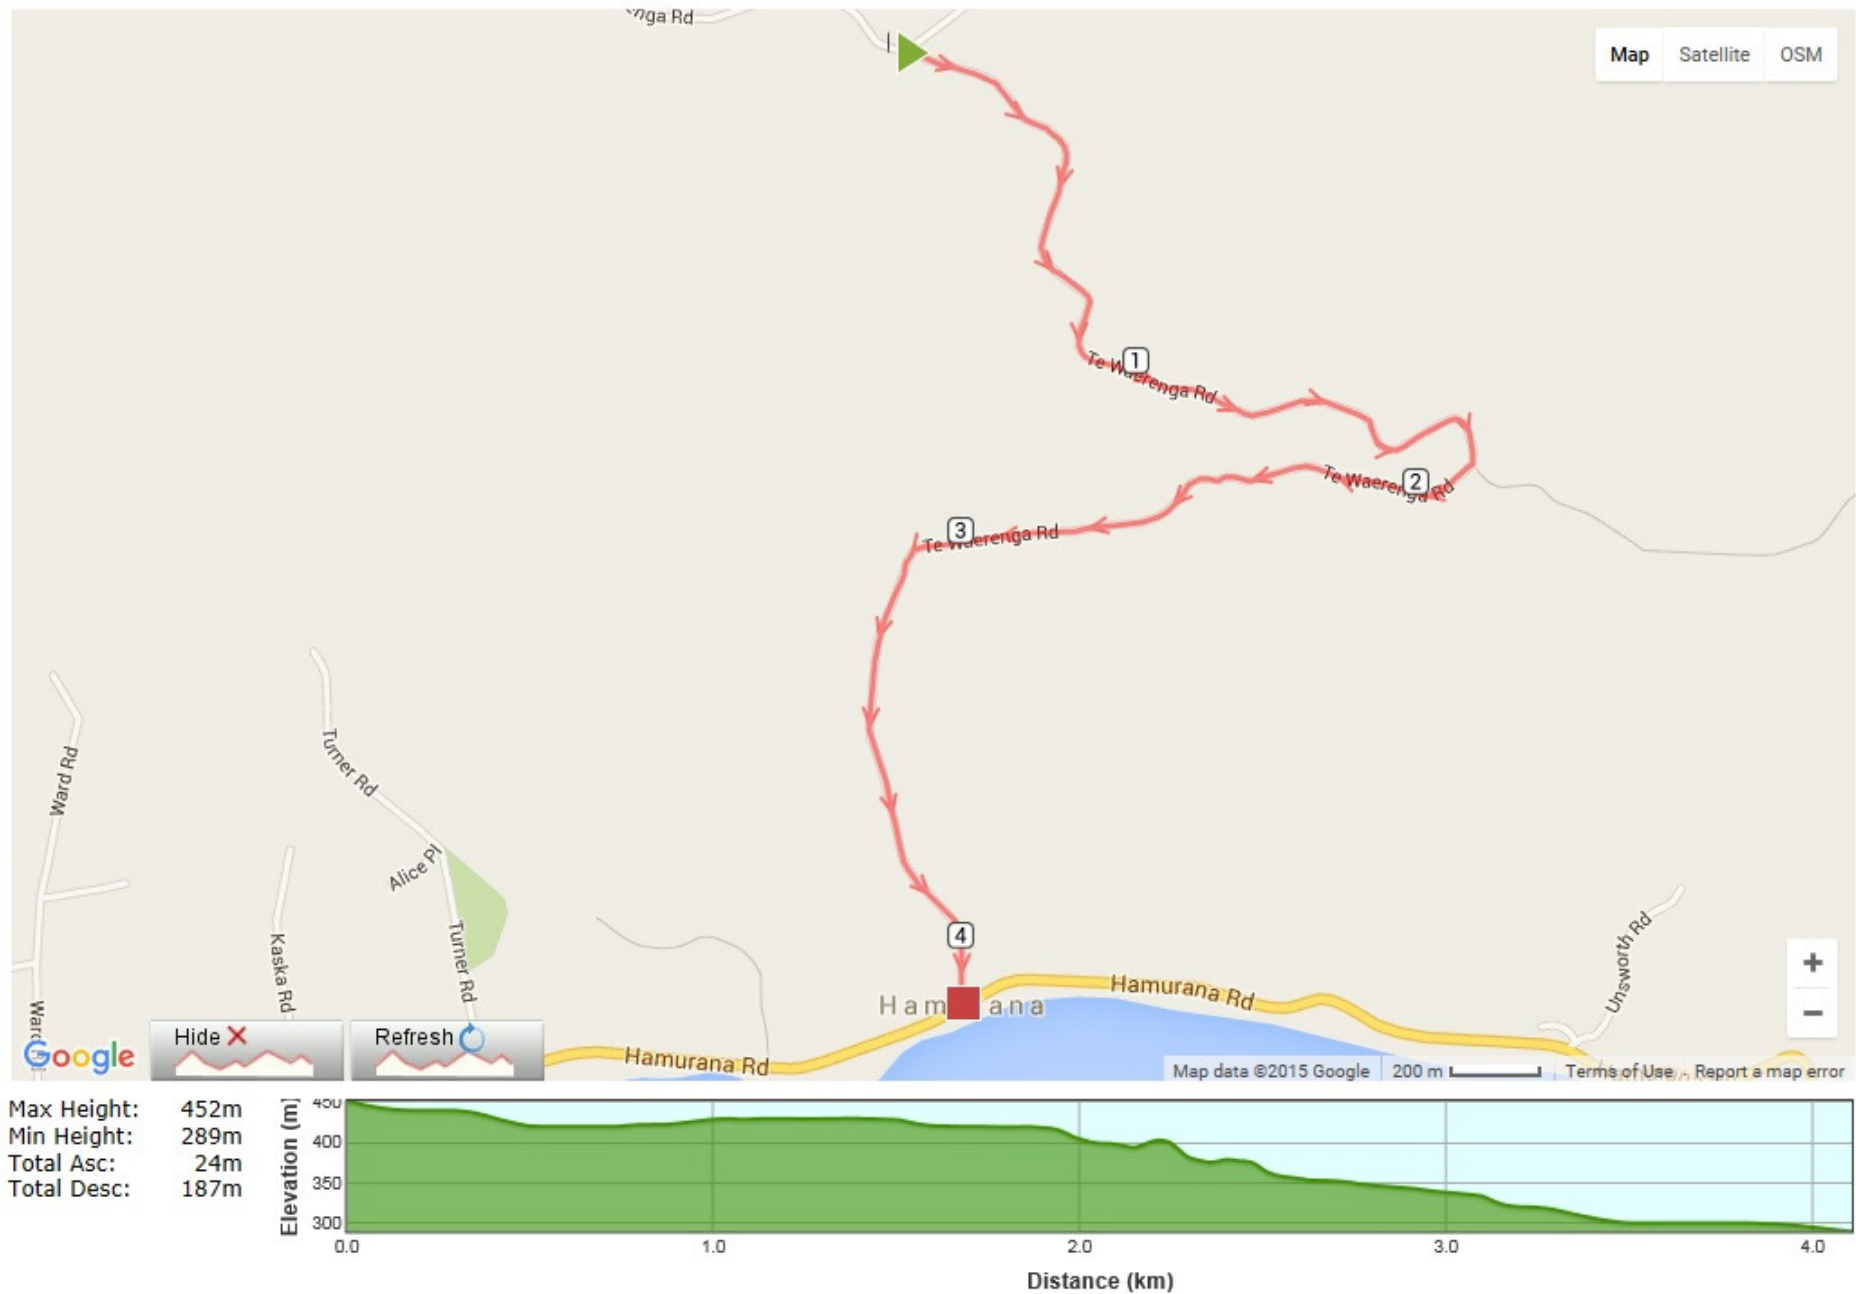 nga Rd
Map Satellite OSM
1
Te Waerenga Rd
2
Te Waerenga Rd
3
Te Waerenga Rd
Turner Rd
Ward Rd
Alice Pl
Unsworth Rd
Turner Rd
Kaska Rd
4
Hamurana Rd
Ham ana
Ward
Hide
Refresh
Google
Hamurana Rd
Map data ©2015 Google 200 m Terms of Use Report a map error
Max Height: 452m
Min Height: 289m
Total Asc: 24m
Total Desc: 187m
Elevation (m)
450
400
350
300
0.0 1.0 2.0 3.0 4.0
Distance (km)